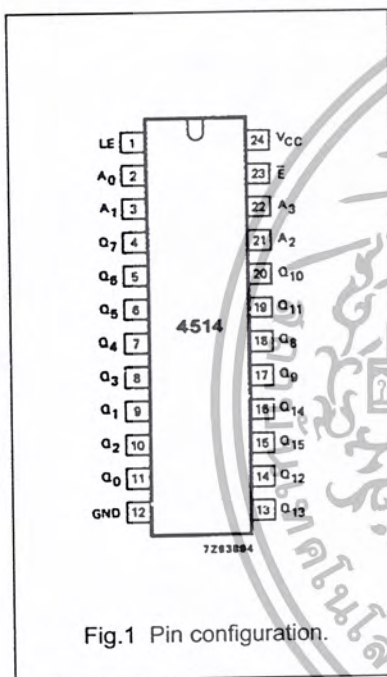 LE 1 24 VCC
A0 2 23 E̅
A1 3 22 A3
Q7 4 21 A2
Q6 5 20 Q10
Q5 6 19 Q11
Q4 7 4514 18 Q8
Q3 8 17 Q9
Q1 9 16 Q14
Q2 10 15 Q15
Q0 11 14 Q12
GND 12 13 Q13
7Z93894
Fig.1 Pin configuration.